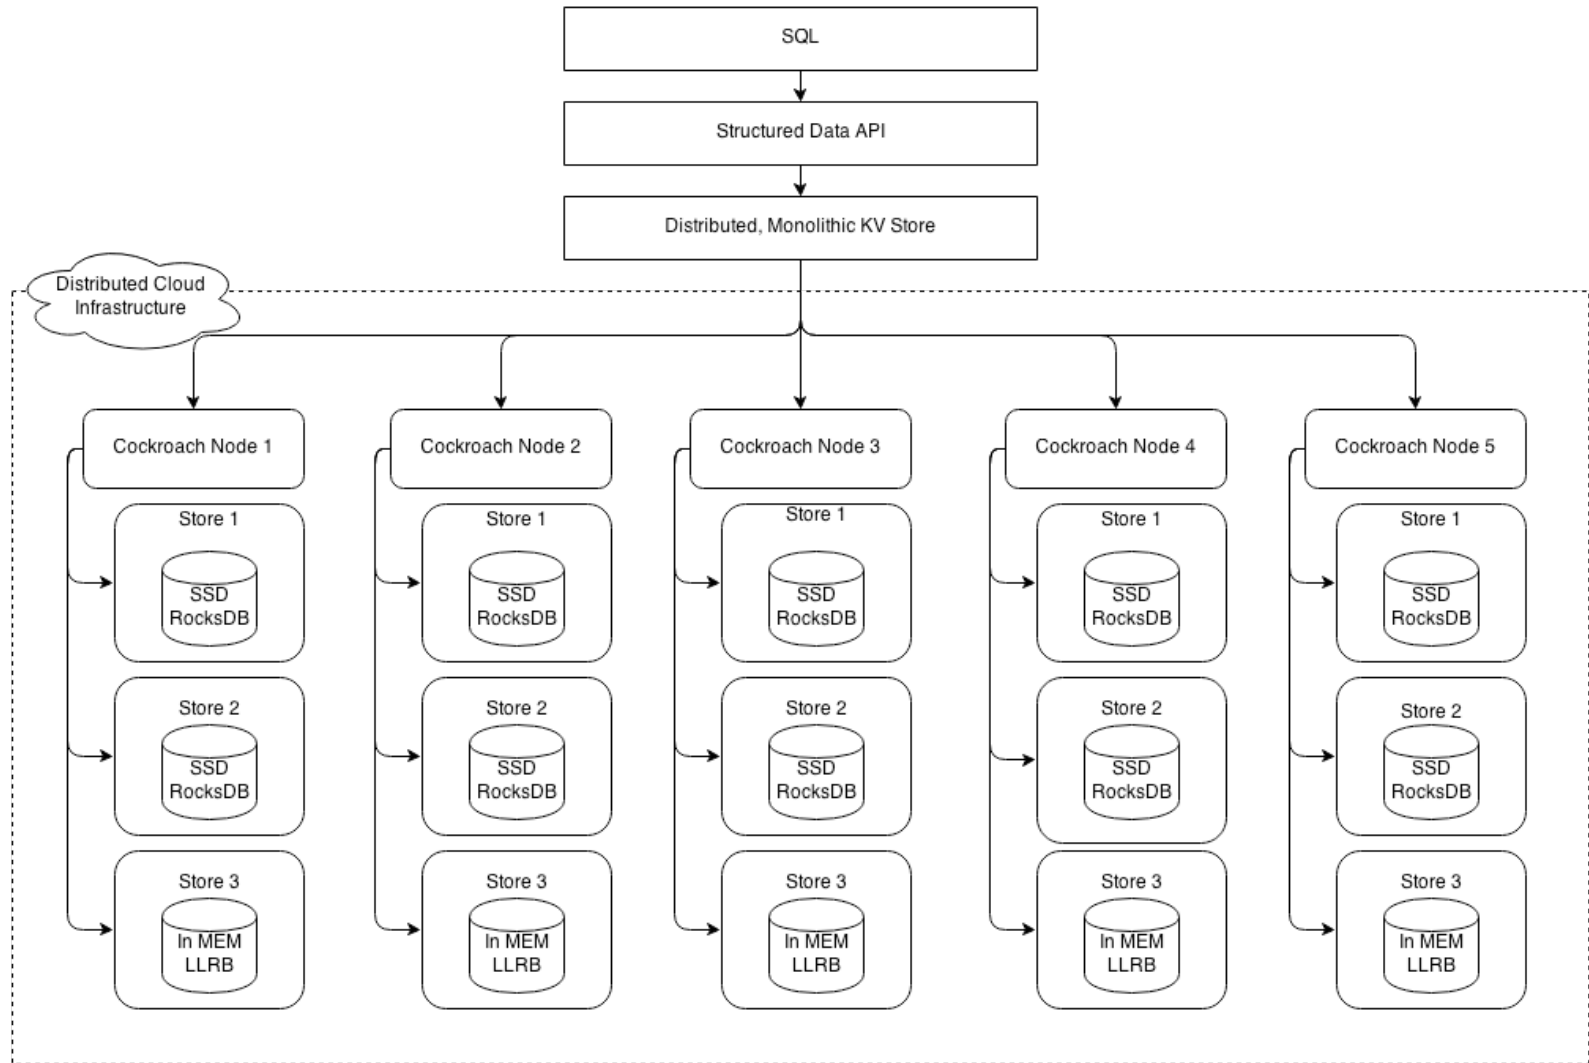 SQL
Structured Data API
Distributed, Monolithic KV Store
Distributed Cloud
Infrastructure
Cockroach Node 1
Cockroach Node 2
Cockroach Node 3
Cockroach Node 4
Cockroach Node 5
Store 1
Store 1
Store 1
Store 1
Store 1
SSD
RocksDB
SSD
RocksDB
SSD
RocksDB
SSD
RocksDB
SSD
RocksDB
Store 2
Store 2
Store 2
Store 2
Store 2
SSD
RocksDB
SSD
RocksDB
SSD
RocksDB
SSD
RocksDB
SSD
RocksDB
Store 3
Store 3
Store 3
Store 3
Store 3
In MEM
LLRB
In MEM
LLRB
In MEM
LLRB
In MEM
LLRB
In MEM
LLRB